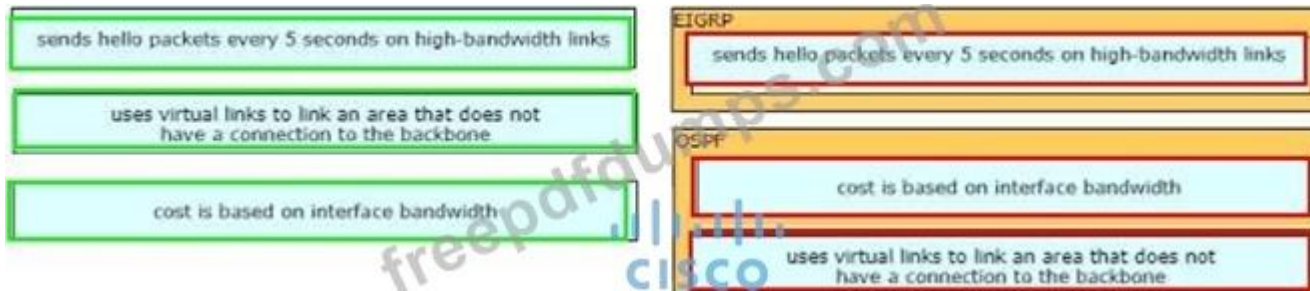 sends hello packets every 5 seconds on high-bandwidth links
uses virtual links to link an area that does not
have a connection to the backbone
cost is based on interface bandwidth
EIGRP
sends hello packets every 5 seconds on high-bandwidth links
OSPF
cost is based on interface bandwidth
uses virtual links to link an area that does not
have a connection to the backbone
freepdfdumps.com
CISCO